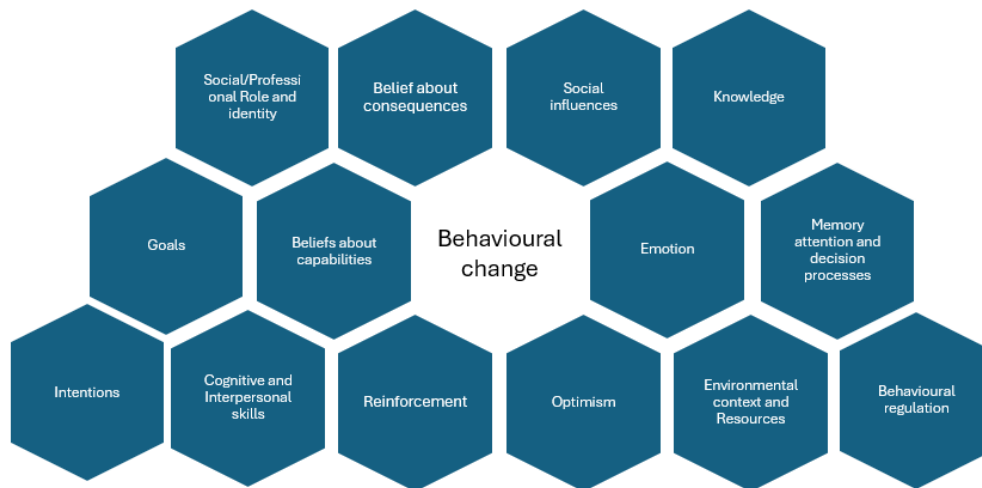 Social/Professi
onal Role and
identity
Belief about
consequences
Social
influences
Knowledge
Goals
Beliefs about
capabilities
Behavioural
change
Emotion
Memory
attention and
decision
processes
Intentions
Cognitive and
Interpersonal
skills
Reinforcement
Optimism
Environmental
context and
Resources
Behavioural
regulation